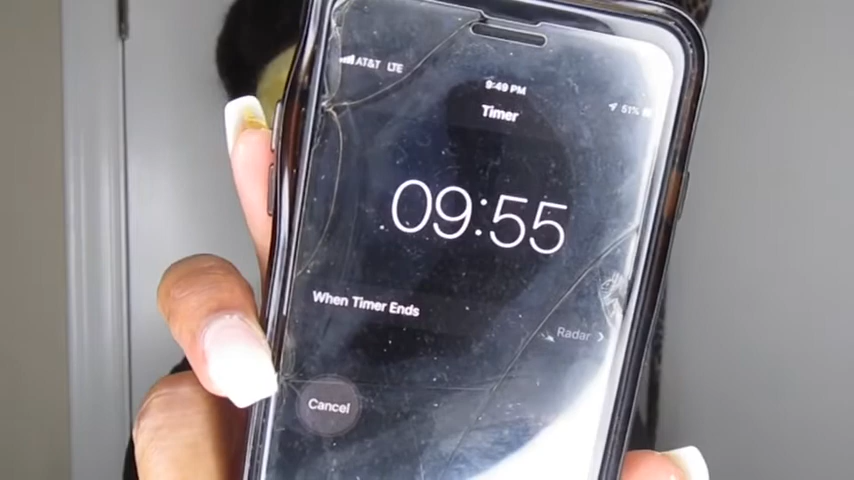 AT&T LTE
9:49 PM
51%
Timer
09:55
When Timer Ends
Radar
Cancel